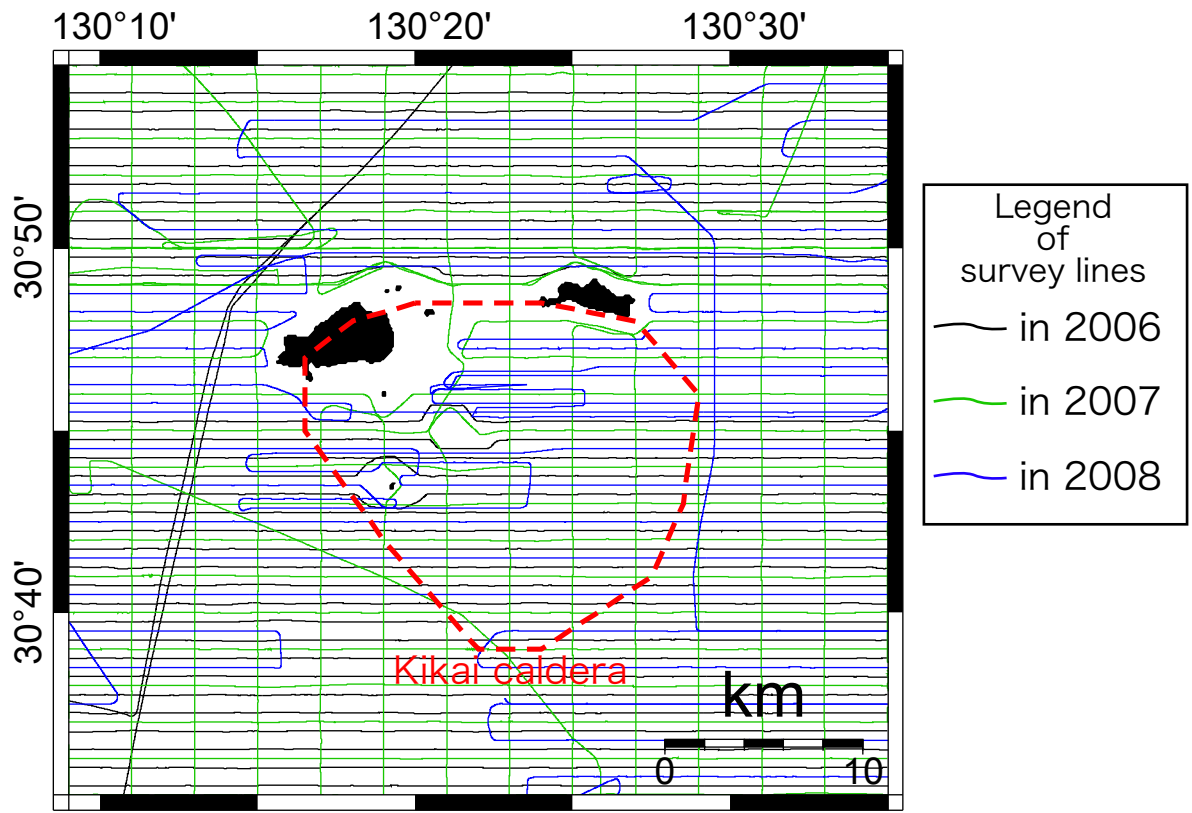 130°10' 130°20' 130°30'
30°50'
30°40'
Kikai caldera
km
0 10
Legend
of
survey lines
in 2006
in 2007
in 2008